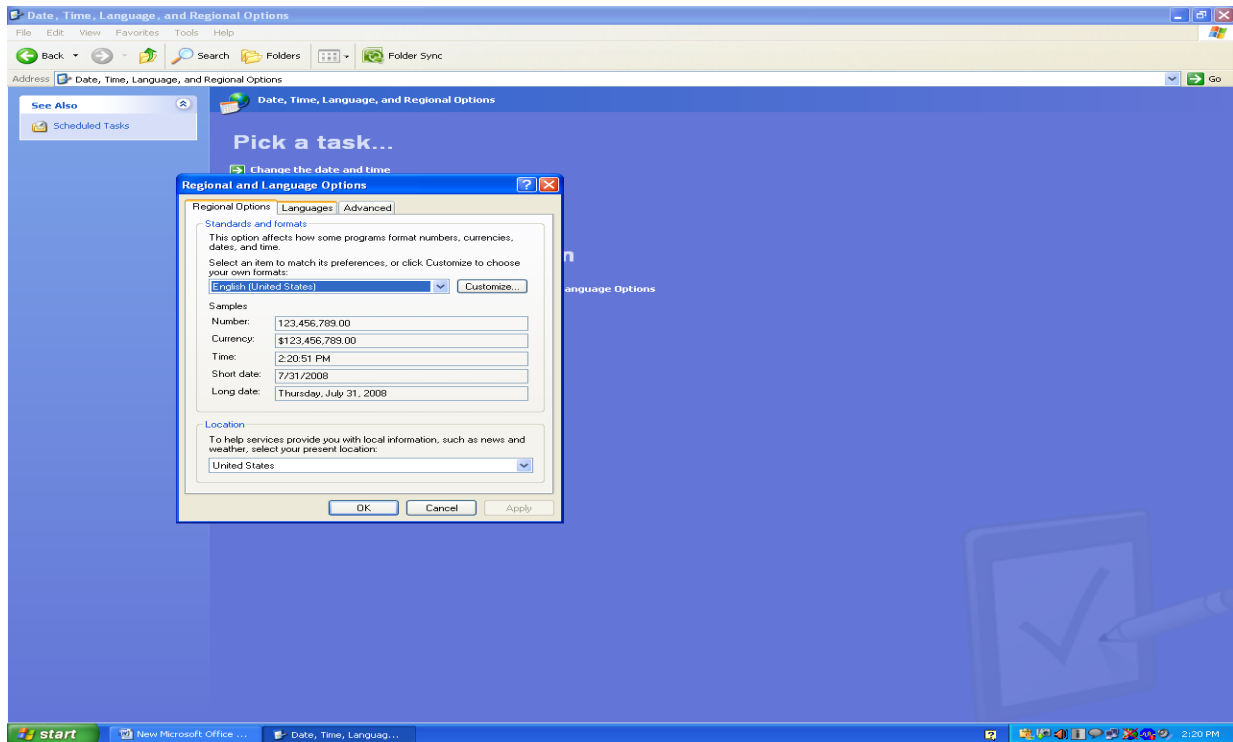 Date, Time, Language, and Regional Options
File Edit View Favorites Tools Help
Back Search Folders Folder Sync
Address Date, Time, Language, and Regional Options Go
See Also
Scheduled Tasks
Date, Time, Language, and Regional Options
Pick a task...
Change the date and time
Regional and Language Options
Regional Options Languages Advanced
Standards and formats
This option affects how some programs format numbers, currencies,
dates, and time.
Select an item to match its preferences, or click Customize to choose
your own formats:
English (United States) Customize...
Samples
Number: 123,456,789.00
Currency: $123,456,789.00
Time: 2:20:51 PM
Short date: 7/31/2008
Long date: Thursday, July 31, 2008
Location
To help services provide you with local information, such as news and
weather, select your present location:
United States
OK Cancel Apply
n
anguage Options
start New Microsoft Office ... Date, Time, Languag... 2:20 PM